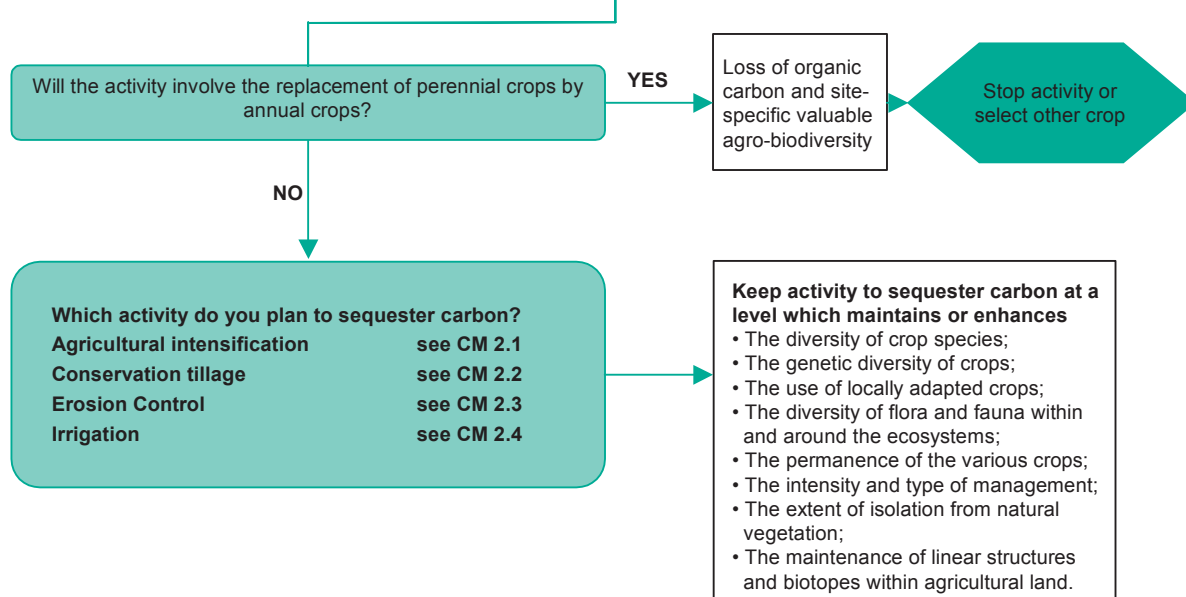 Will the activity involve the replacement of perennial crops by
annual crops?
YES
Loss of organic
carbon and site-
specific valuable
agro-biodiversity
Stop activity or
select other crop
NO
Which activity do you plan to sequester carbon?
Agricultural intensification see CM 2.1
Conservation tillage see CM 2.2
Erosion Control see CM 2.3
Irrigation see CM 2.4
Keep activity to sequester carbon at a
level which maintains or enhances
• The diversity of crop species;
• The genetic diversity of crops;
• The use of locally adapted crops;
• The diversity of flora and fauna within
and around the ecosystems;
• The permanence of the various crops;
• The intensity and type of management;
• The extent of isolation from natural
vegetation;
• The maintenance of linear structures
and biotopes within agricultural land.